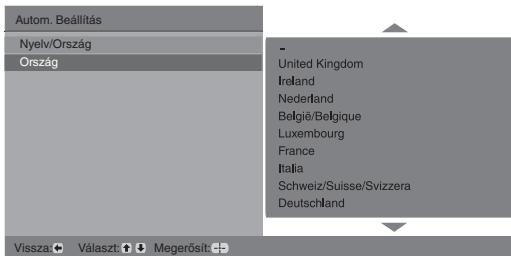 Autom. Beállítás
Nyelv/Ország
Ország
-
United Kingdom
Ireland
Nederland
België/Belgique
Luxembourg
France
Italia
Schweiz/Suisse/Svizzera
Deutschland
Vissza: Választ: Megerősít: